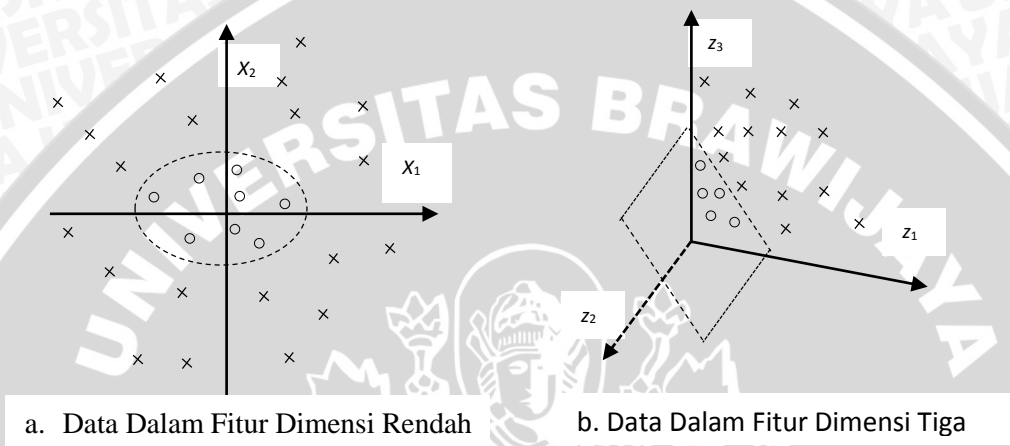 UNIVERSITAS BRAWIJAYA
X₂
X₁
z₃
z₁
z₂
a. Data Dalam Fitur Dimensi Rendah
b. Data Dalam Fitur Dimensi Tiga